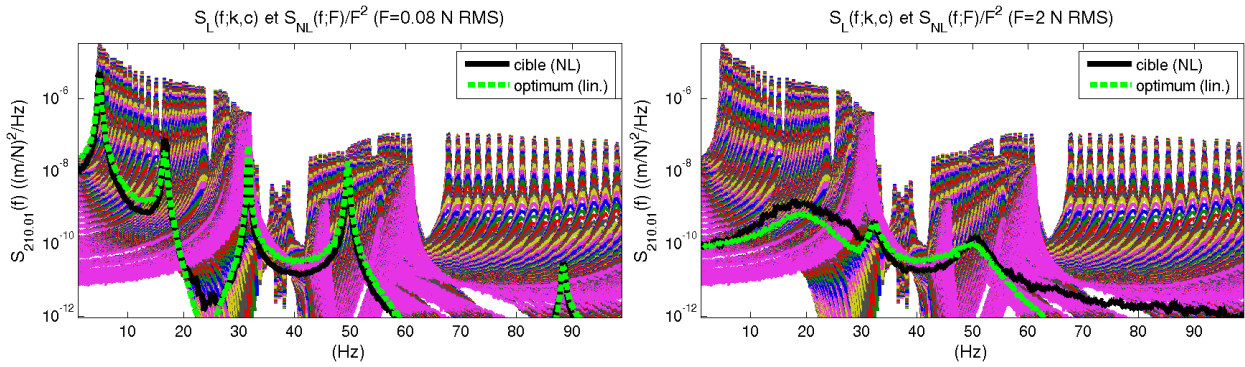 S_L(f;k,c) et S_NL(f;F)/F^2 (F=0.08 N RMS)
cible (NL)
optimum (lin.)
S_210.01(f) ((m/N)^2/Hz)
10^-6
10^-8
10^-10
10^-12
10 20 30 40 50 60 70 80 90
(Hz)
S_L(f;k,c) et S_NL(f;F)/F^2 (F=2 N RMS)
cible (NL)
optimum (lin.)
S_210.01(f) ((m/N)^2/Hz)
10^-6
10^-8
10^-10
10^-12
10 20 30 40 50 60 70 80 90
(Hz)